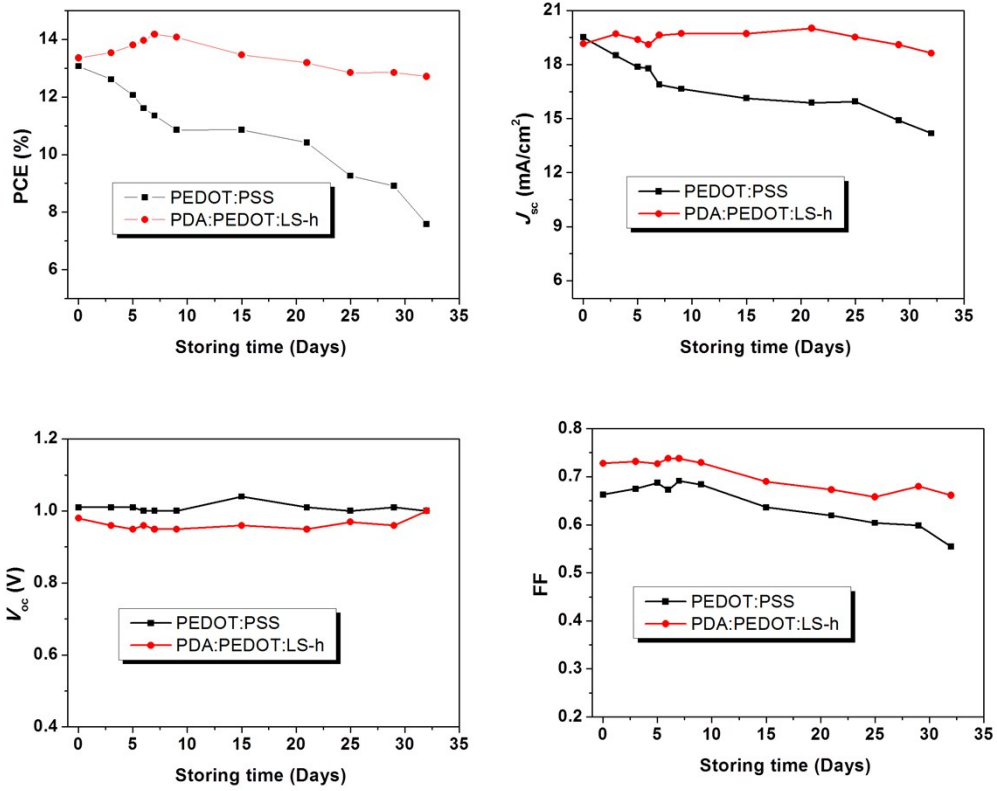 14
12
10
8
6
PCE (%)
PEDOT:PSS
PDA:PEDOT:LS-h
0 5 10 15 20 25 30 35
Storing time (Days)
21
18
15
12
9
6
Jsc (mA/cm²)
PEDOT:PSS
PDA:PEDOT:LS-h
0 5 10 15 20 25 30 35
Storing time (Days)
1.2
1.0
0.8
0.6
0.4
Voc (V)
PEDOT:PSS
PDA:PEDOT:LS-h
0 5 10 15 20 25 30 35
Storing time (Days)
0.8
0.7
0.6
0.5
0.4
0.3
0.2
FF
PEDOT:PSS
PDA:PEDOT:LS-h
0 5 10 15 20 25 30 35
Storing time (Days)